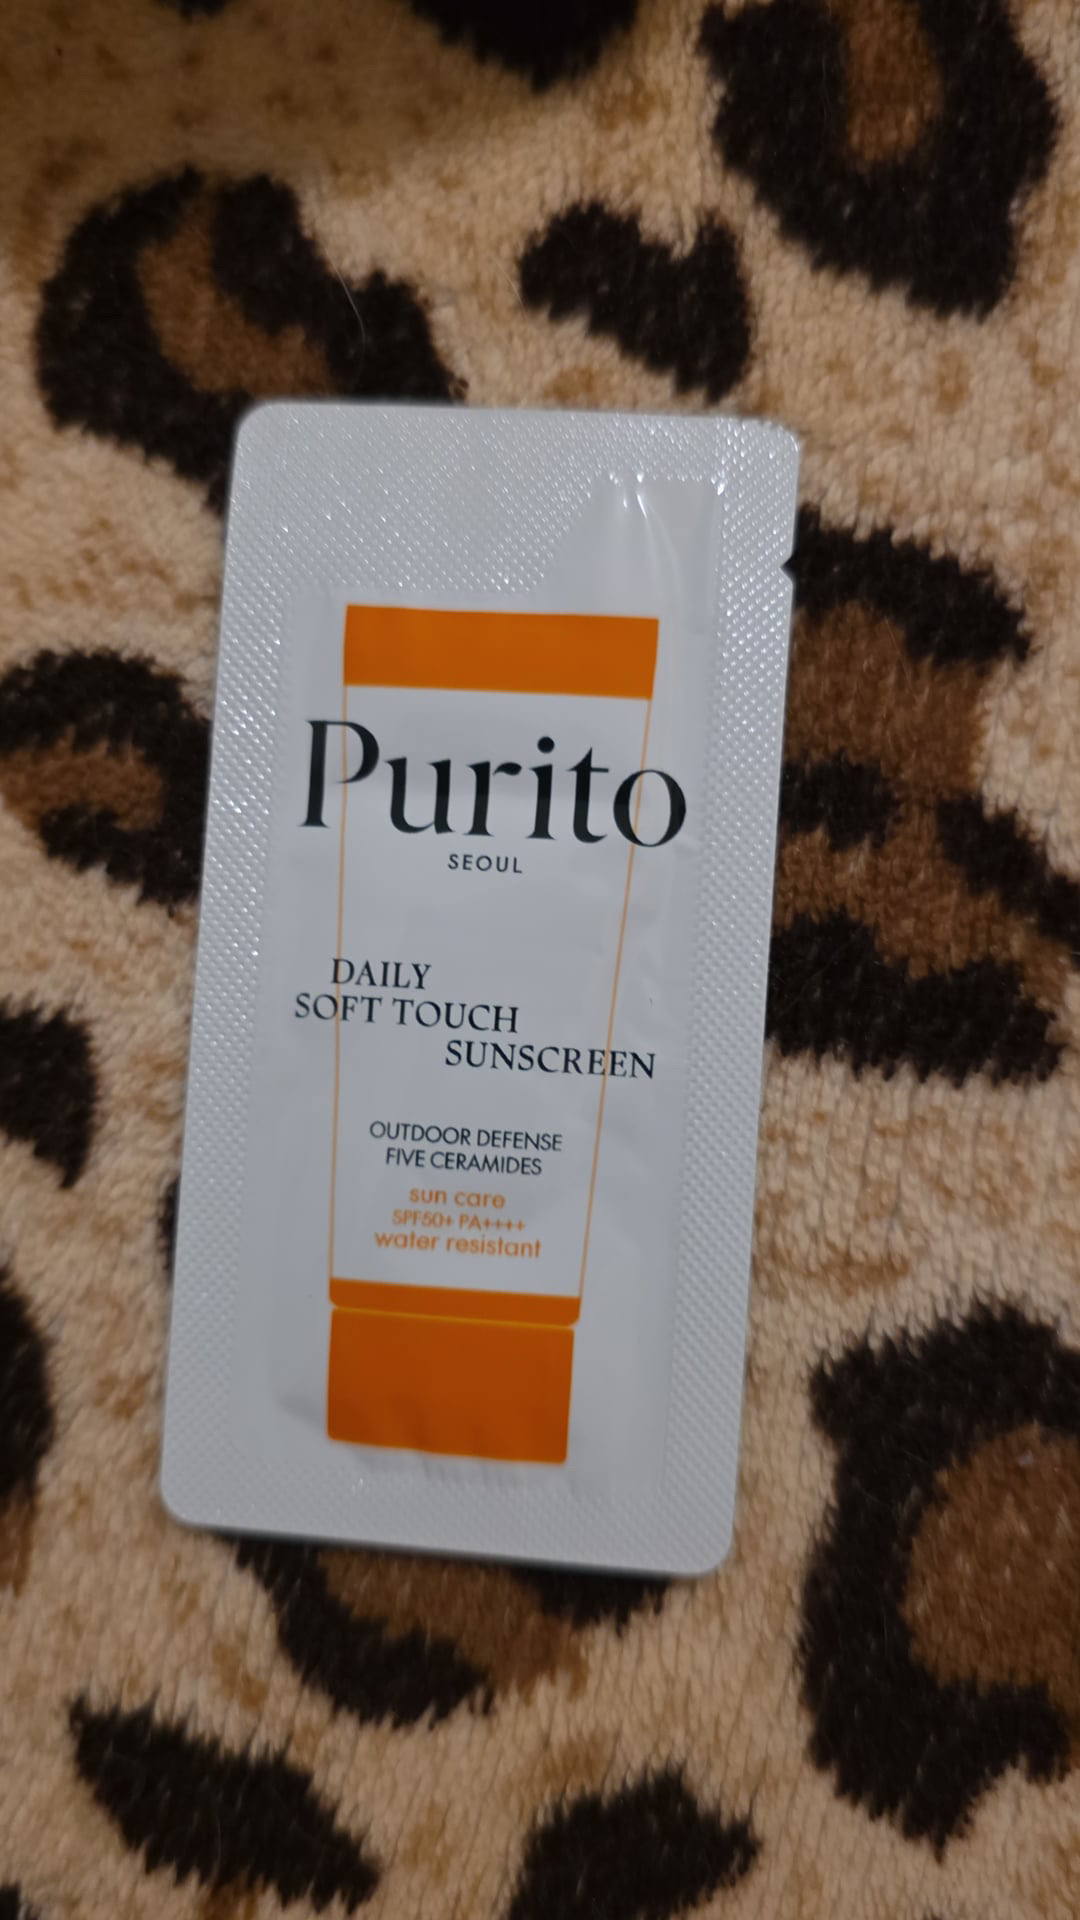 Purito
SEOUL
DAILY
SOFT TOUCH
SUNSCREEN
OUTDOOR DEFENSE
FIVE CERAMIDES
sun care
SPF50+ PA++++
water resistant